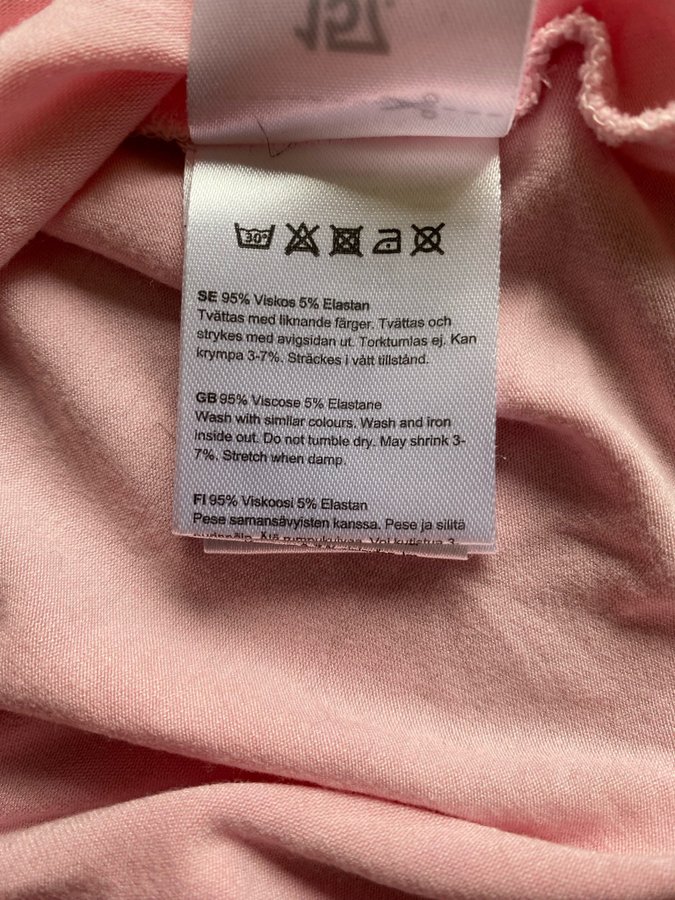 30°
SE 95% Viskos 5% Elastan
Tvättas med liknande färger. Tvättas och
strykes med avigsidan ut. Torktumlas ej. Kan
krympa 3-7%. Sträckes i vått tillstånd.
GB 95% Viscose 5% Elastane
Wash with similar colours. Wash and iron
inside out. Do not tumble dry. May shrink 3-
7%. Stretch when damp.
FI 95% Viskoosi 5% Elastan
Pese samansävyisten kanssa. Pese ja silitä